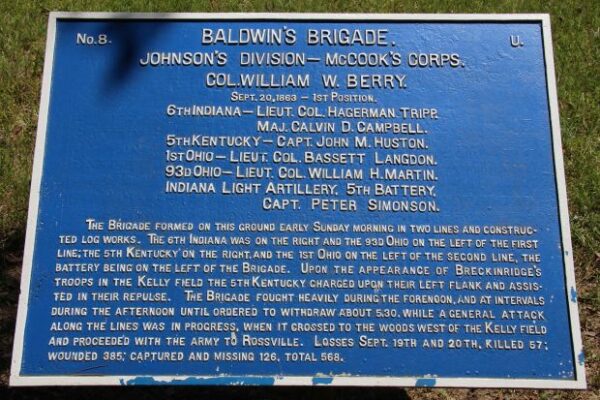 No. 8. BALDWIN'S BRIGADE. U.
JOHNSON'S DIVISION — McCOOK'S CORPS.
COL. WILLIAM W. BERRY.
SEPT. 20, 1863 — 1ST POSITION.
6TH INDIANA — LIEUT. COL. HAGERMAN TRIPP.
MAJ. CALVIN D. CAMPBELL.
5TH KENTUCKY — CAPT. JOHN M. HUSTON.
1ST OHIO — LIEUT. COL. BASSETT LANGDON.
93D OHIO — LIEUT. COL. WILLIAM H. MARTIN.
INDIANA LIGHT ARTILLERY, 5TH BATTERY,
CAPT. PETER SIMONSON.
THE BRIGADE FORMED ON THIS GROUND EARLY SUNDAY MORNING IN TWO LINES AND CONSTRUC-
TED LOG WORKS. THE 6TH INDIANA WAS ON THE RIGHT AND THE 93D OHIO ON THE LEFT OF THE FIRST
LINE; THE 5TH KENTUCKY ON THE RIGHT, AND THE 1ST OHIO ON THE LEFT OF THE SECOND LINE, THE
BATTERY BEING ON THE LEFT OF THE BRIGADE. UPON THE APPEARANCE OF BRECKINRIDGE'S
TROOPS IN THE KELLY FIELD THE 5TH KENTUCKY CHARGED UPON THEIR LEFT FLANK AND ASSIS-
TED IN THEIR REPULSE. THE BRIGADE FOUGHT HEAVILY DURING THE FORENOON, AND AT INTERVALS
DURING THE AFTERNOON UNTIL ORDERED TO WITHDRAW ABOUT 5.30. WHILE A GENERAL ATTACK
ALONG THE LINES WAS IN PROGRESS, WHEN IT CROSSED TO THE WOODS WEST OF THE KELLY FIELD
AND PROCEEDED WITH THE ARMY TO ROSSVILLE. LOSSES SEPT. 19TH AND 20TH, KILLED 57;
WOUNDED 385; CAPTURED AND MISSING 126, TOTAL 568.